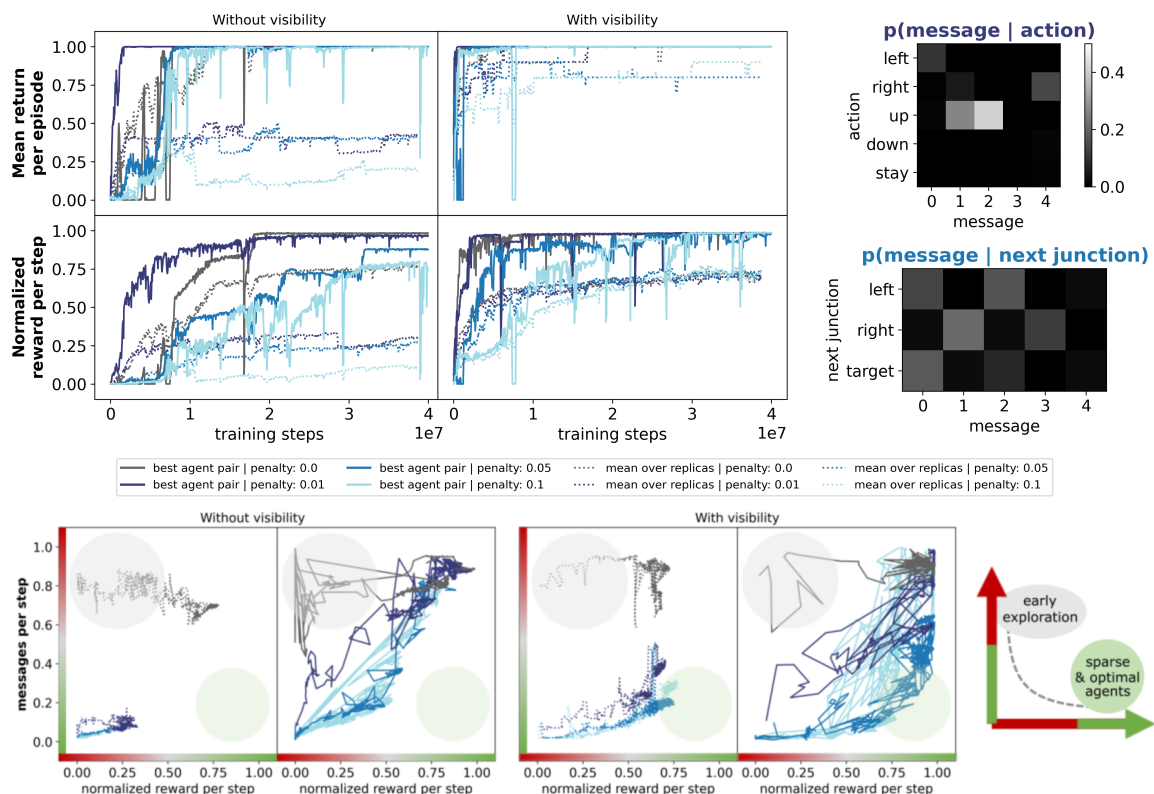 Without visibility
With visibility
Mean return
per episode
1.00
0.75
0.50
0.25
0.00
Normalized
reward per step
1.00
0.75
0.50
0.25
0.00
0 1 2 3 4
1e7
training steps
0 1 2 3 4
1e7
training steps
p(message | action)
action
left
right
up
down
stay
0 1 2 3 4
message
0.4
0.2
0.0
p(message | next junction)
next junction
left
right
target
0 1 2 3 4
message
best agent pair | penalty: 0.0
best agent pair | penalty: 0.01
best agent pair | penalty: 0.05
best agent pair | penalty: 0.1
mean over replicas | penalty: 0.0
mean over replicas | penalty: 0.01
mean over replicas | penalty: 0.05
mean over replicas | penalty: 0.1
Without visibility
With visibility
messages per step
1.0
0.8
0.6
0.4
0.2
0.0
0.00 0.25 0.50 0.75 1.00
normalized reward per step
0.00 0.25 0.50 0.75 1.00
normalized reward per step
0.00 0.25 0.50 0.75 1.00
normalized reward per step
0.00 0.25 0.50 0.75 1.00
normalized reward per step
early
exploration
sparse
& optimal
agents